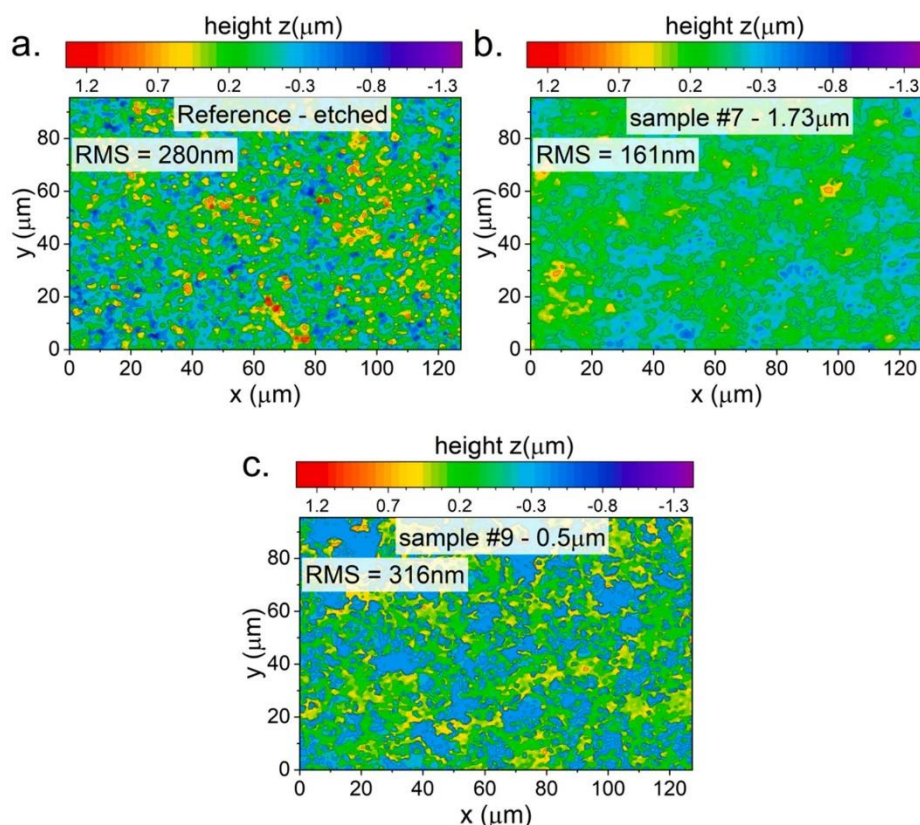 a.
height z(μm)
1.2 0.7 0.2 -0.3 -0.8 -1.3
Reference - etched
RMS = 280nm
y (μm)
80
60
40
20
0
0 20 40 60 80 100 120
x (μm)
b.
height z(μm)
1.2 0.7 0.2 -0.3 -0.8 -1.3
sample #7 - 1.73μm
RMS = 161nm
y (μm)
80
60
40
20
0
0 20 40 60 80 100 120
x (μm)
c.
height z(μm)
1.2 0.7 0.2 -0.3 -0.8 -1.3
sample #9 - 0.5μm
RMS = 316nm
y (μm)
80
60
40
20
0
0 20 40 60 80 100 120
x (μm)